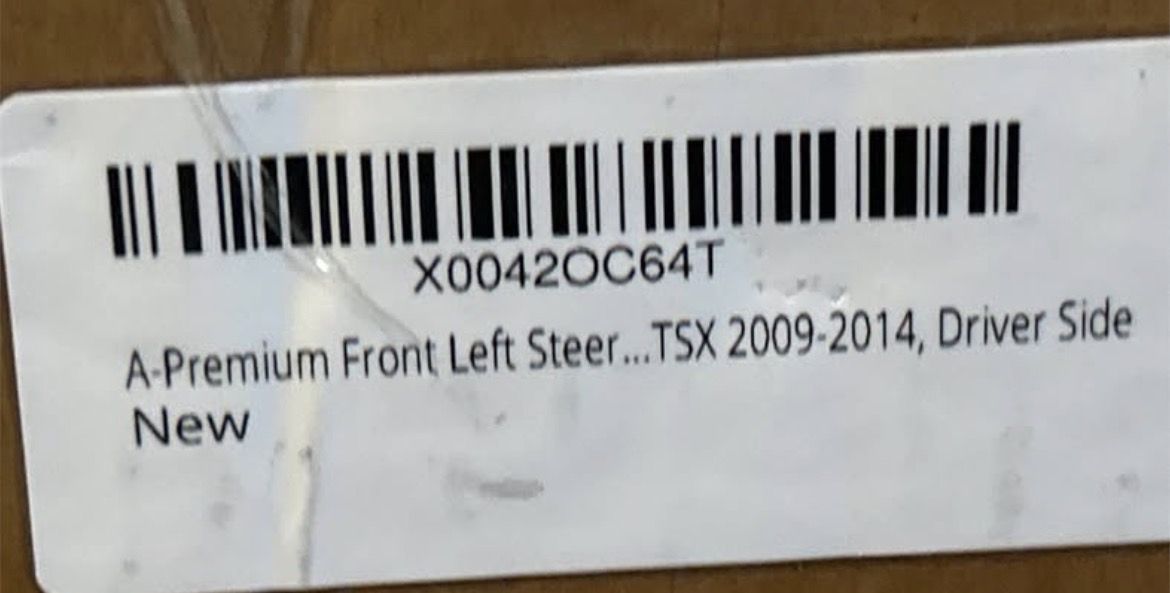 X0042OC64T
A-Premium Front Left Steer...TSX 2009-2014, Driver Side
New